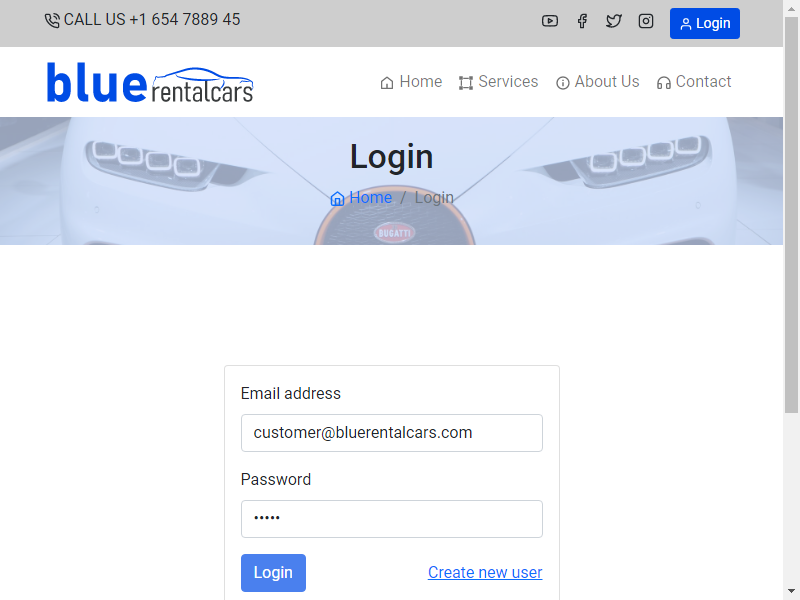 CALL US +1 654 7889 45
Login
blue rentalcars
Home
Services
About Us
Contact
Login
Home / Login
BUGATTI
Email address
customer@bluerentalcars.com
Password
•••••
Login
Create new user